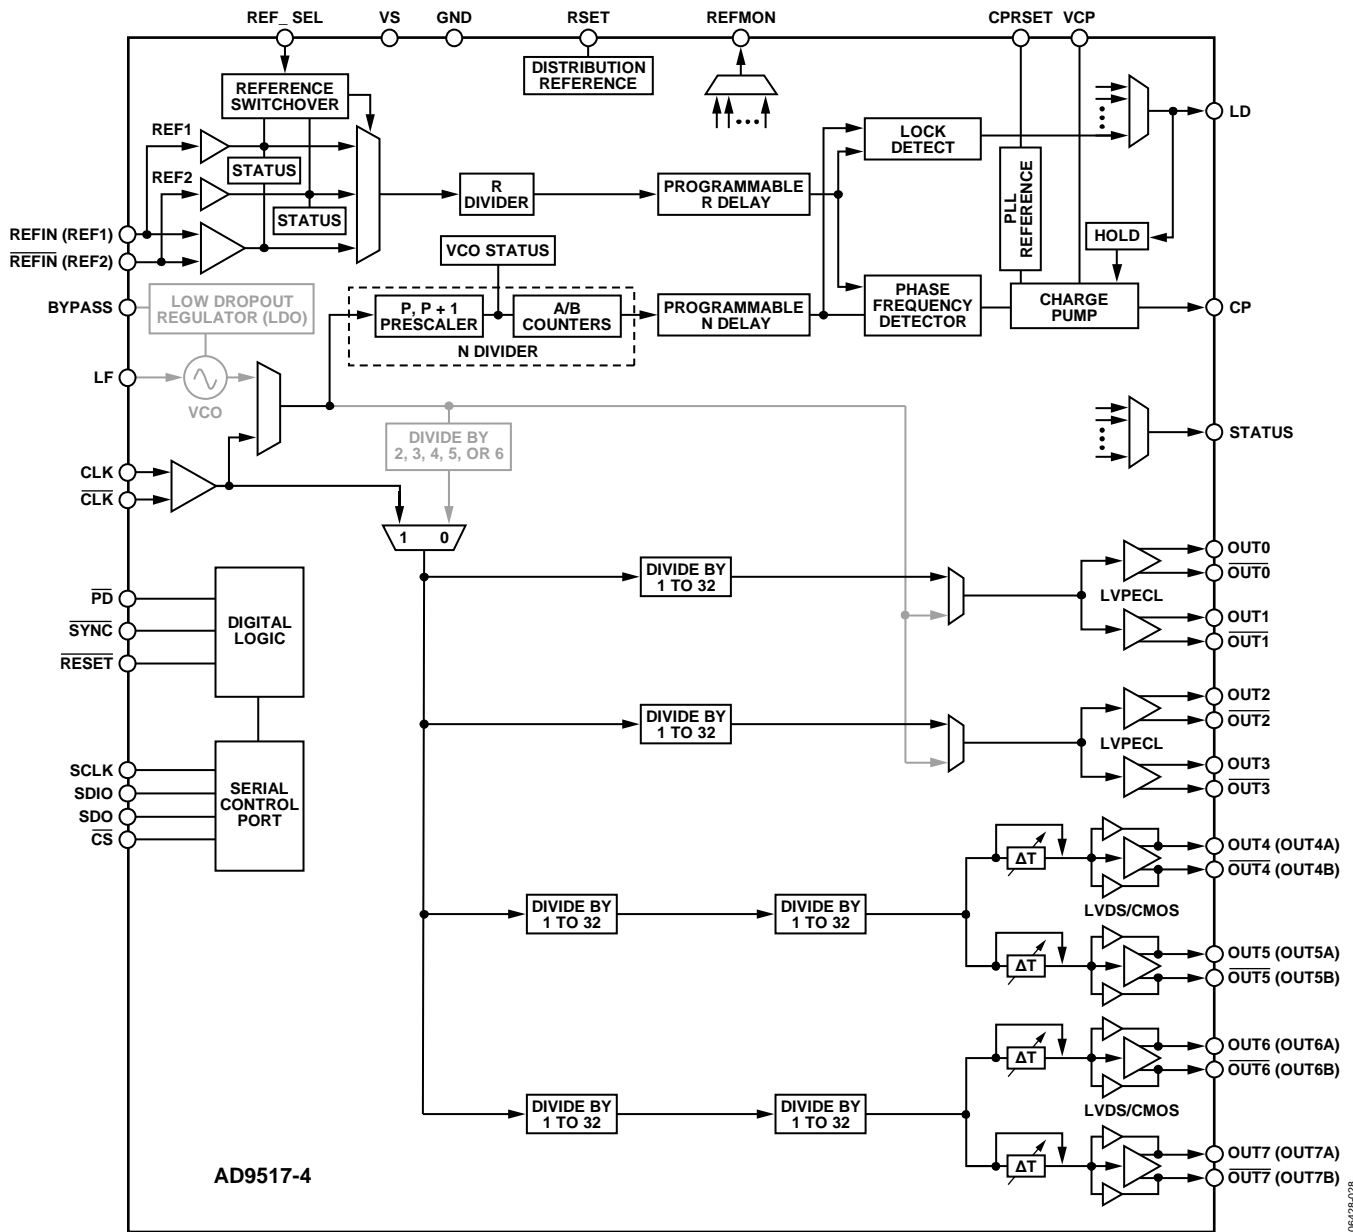 REF_ SEL
VS
GND
RSET
REFMON
CPRSET
VCP
DISTRIBUTION
REFERENCE
REFERENCE
SWITCHOVER
REF1
STATUS
REF2
STATUS
R
DIVIDER
PROGRAMMABLE
R DELAY
LOCK
DETECT
LD
PLL
REFERENCE
HOLD
REFIN (REF1)
REFIN (REF2)
VCO STATUS
BYPASS
LOW DROPOUT
REGULATOR (LDO)
P, P + 1
PRESCALER
A/B
COUNTERS
N DIVIDER
PROGRAMMABLE
N DELAY
PHASE
FREQUENCY
DETECTOR
CHARGE
PUMP
CP
LF
VCO
DIVIDE BY
2, 3, 4, 5, OR 6
STATUS
CLK
CLK
1 0
DIVIDE BY
1 TO 32
LVPECL
OUT0
OUT0
OUT1
OUT1
PD
SYNC
RESET
DIGITAL
LOGIC
DIVIDE BY
1 TO 32
LVPECL
OUT2
OUT2
OUT3
OUT3
SCLK
SDIO
SDO
CS
SERIAL
CONTROL
PORT
DIVIDE BY
1 TO 32
DIVIDE BY
1 TO 32
ΔT
OUT4 (OUT4A)
OUT4 (OUT4B)
LVDS/CMOS
ΔT
OUT5 (OUT5A)
OUT5 (OUT5B)
DIVIDE BY
1 TO 32
DIVIDE BY
1 TO 32
ΔT
OUT6 (OUT6A)
OUT6 (OUT6B)
LVDS/CMOS
ΔT
OUT7 (OUT7A)
OUT7 (OUT7B)
AD9517-4
06428-028